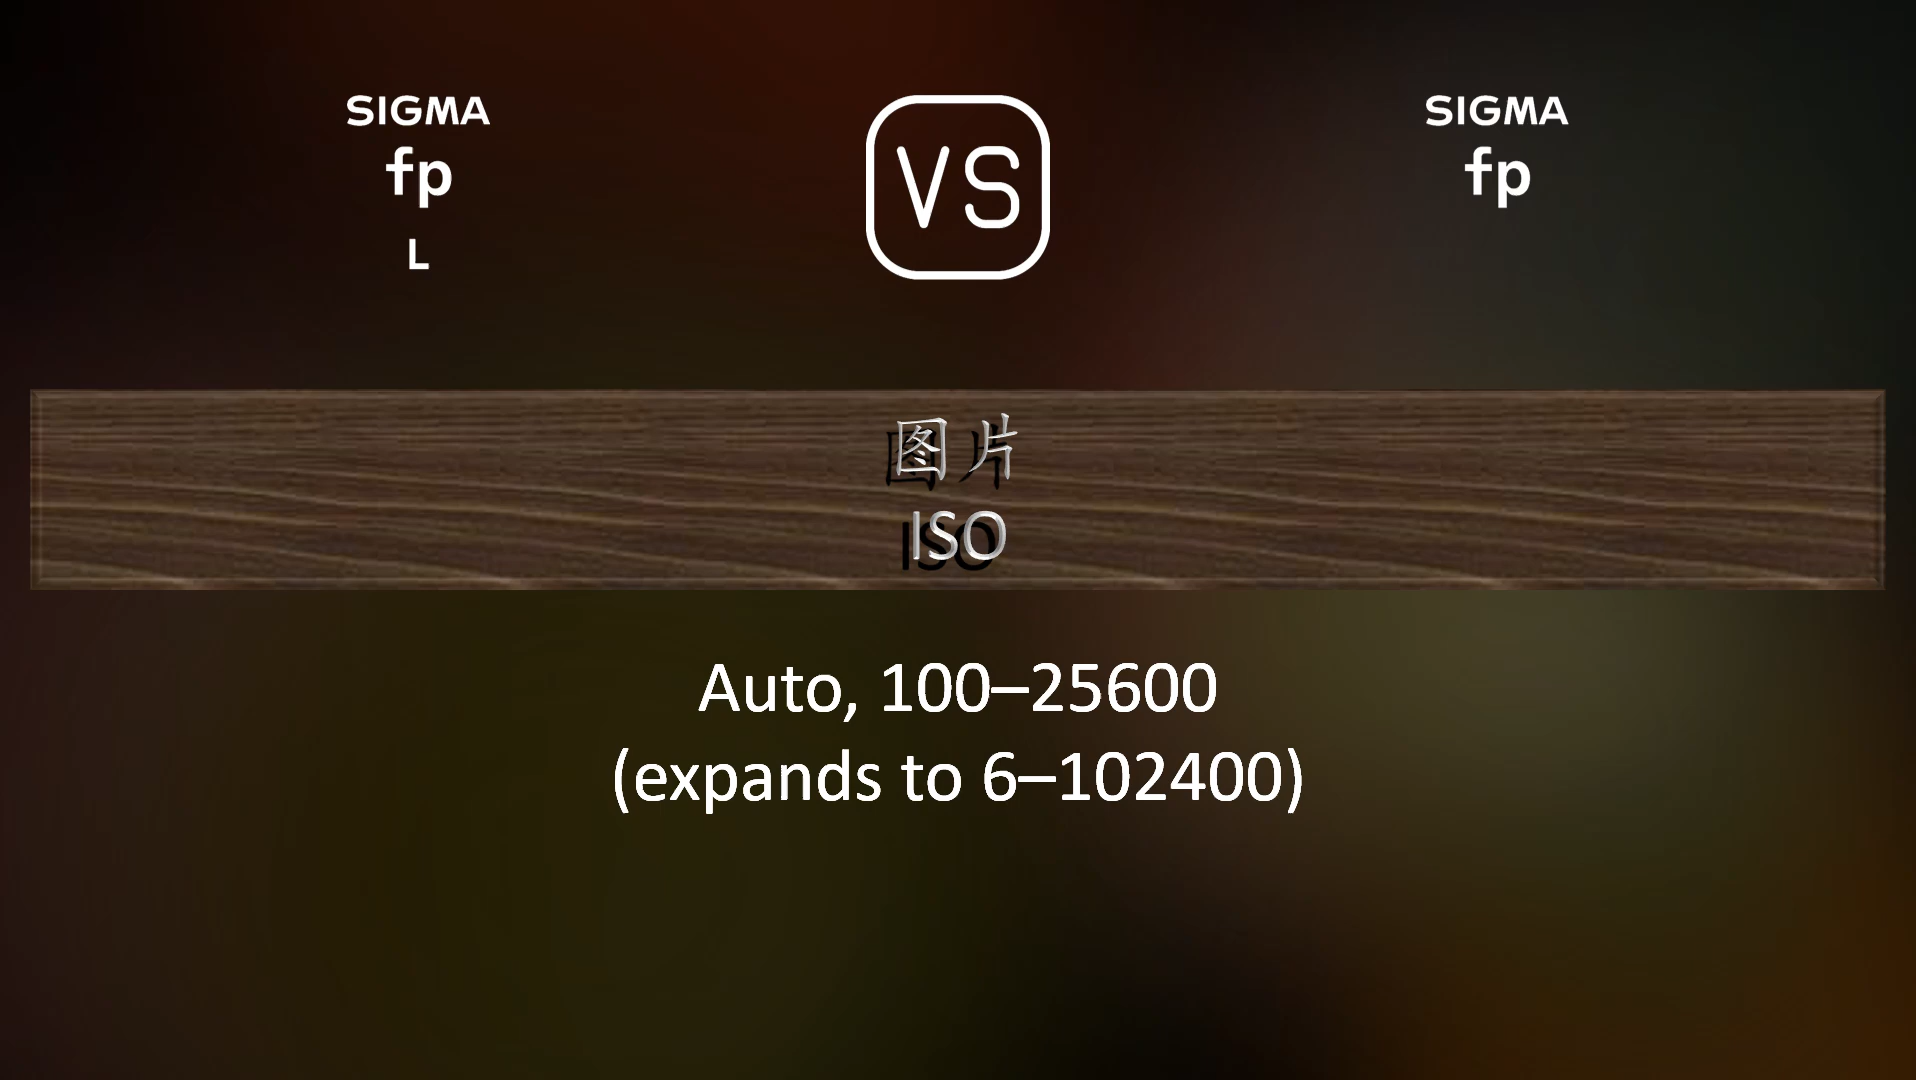 SIGMA
fp
L
VS
SIGMA
fp
图片
ISO
Auto, 100–25600
(expands to 6–102400)